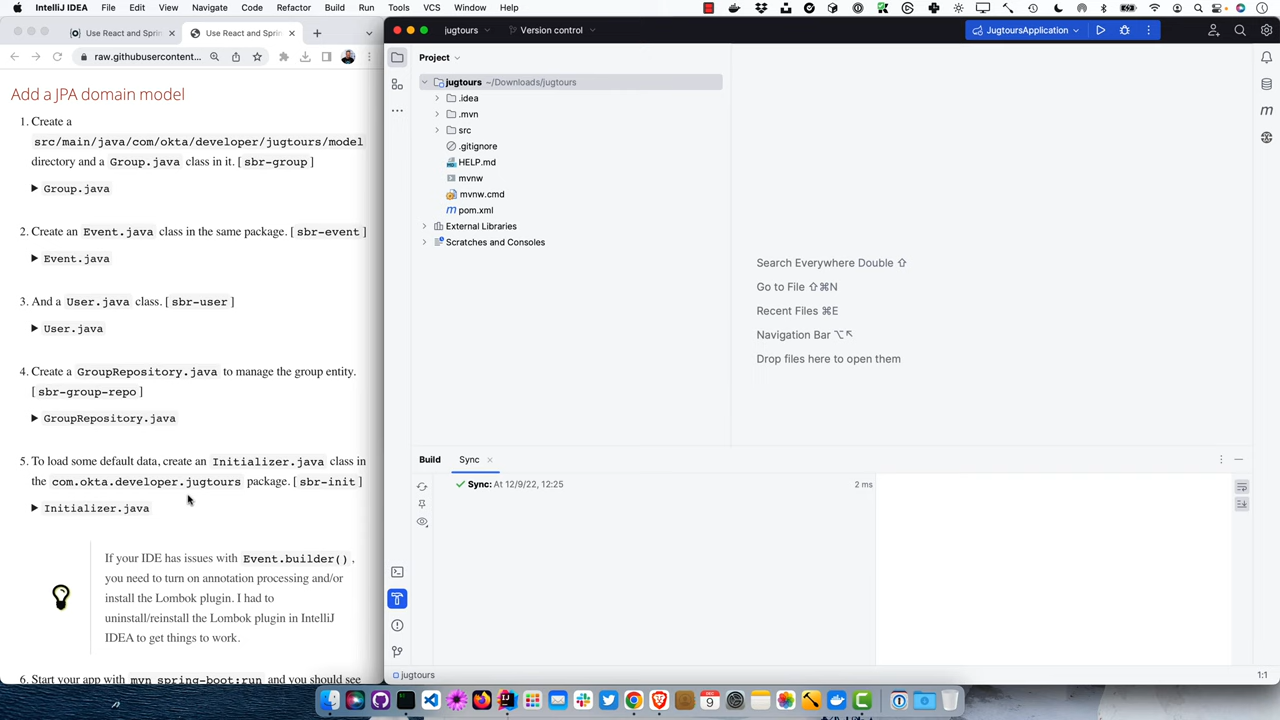 IntelliJ IDEA File Edit View Navigate Code Refactor Build Run Tools VCS Window Help
Use React and Sprin
Use React and Sprin
raw.githubusercontent...
jugtours
Version control
JugtoursApplication
Add a JPA domain model
1. Create a
src/main/java/com/okta/developer/jugtours/model
directory and a Group.java class in it. [ sbr-group ]
Group.java
2. Create an Event.java class in the same package. [ sbr-event ]
Event.java
3. And a User.java class. [ sbr-user ]
User.java
4. Create a GroupRepository.java to manage the group entity.
[ sbr-group-repo ]
GroupRepository.java
5. To load some default data, create an Initializer.java class in
the com.okta.developer.jugtours package. [ sbr-init ]
Initializer.java
If your IDE has issues with Event.builder() ,
you need to turn on annotation processing and/or
install the Lombok plugin. I had to
uninstall/reinstall the Lombok plugin in IntelliJ
IDEA to get things to work.
6. Start your app with mvn spring-boot:run and you should see
Project
jugtours ~/Downloads/jugtours
.idea
.mvn
src
.gitignore
HELP.md
mvnw
mvnw.cmd
pom.xml
External Libraries
Scratches and Consoles
Search Everywhere Double ⇧
Go to File ⇧⌘N
Recent Files ⌘E
Navigation Bar ⌥↖
Drop files here to open them
m
Build Sync
Sync: At 12/9/22, 12:25 2 ms
jugtours
1:1
DEC
9